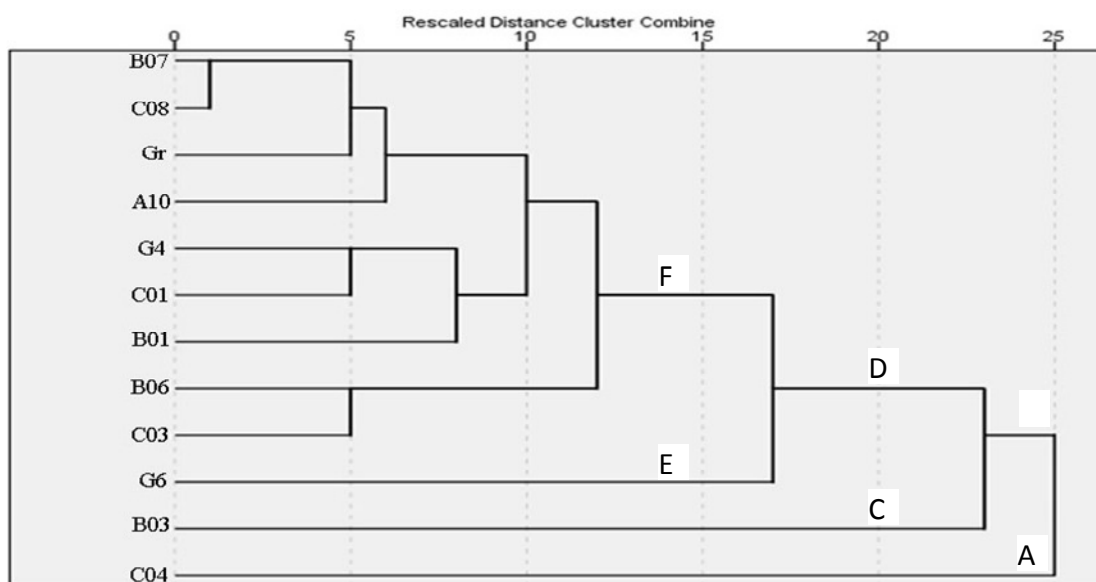 Rescaled Distance Cluster Combine
0 5 10 15 20 25
B07
C08
Gr
A10
G4
C01
B01
F
B06
D
C03
G6
E
B03
C
C04
A